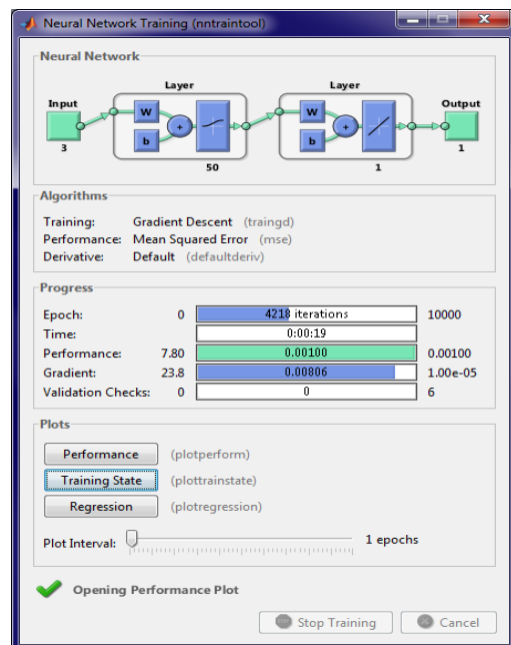 Neural Network Training (nntraintool)
Neural Network
Layer Layer
Input Output
W W
b + b +
3 50 1 1
Algorithms
Training: Gradient Descent (traingd)
Performance: Mean Squared Error (mse)
Derivative: Default (defaultderiv)
Progress
Epoch: 0 4218 iterations 10000
Time: 0:00:19
Performance: 7.80 0.00100 0.00100
Gradient: 23.8 0.00806 1.00e-05
Validation Checks: 0 0 6
Plots
Performance (plotperform)
Training State (plottrainstate)
Regression (plotregression)
Plot Interval: 1 epochs
Opening Performance Plot
Stop Training Cancel